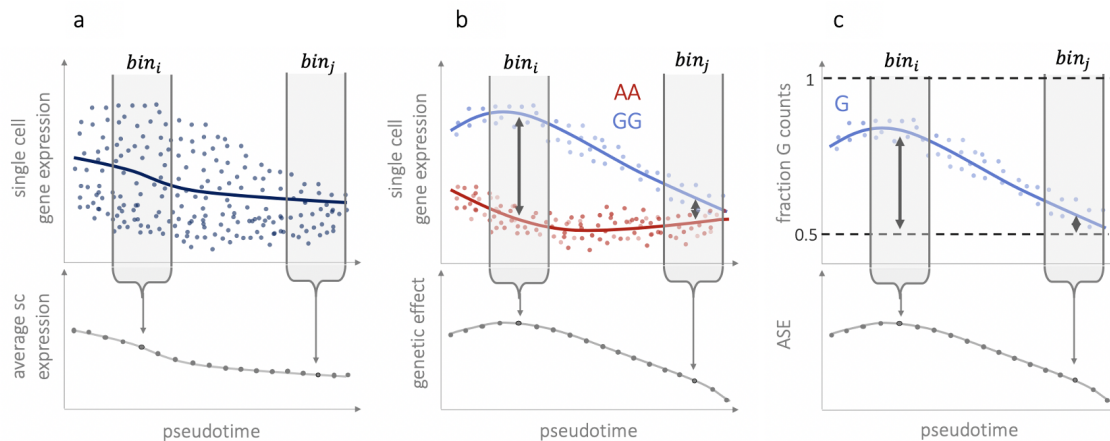 a
bin_i
bin_j
single cell
gene expression
average sc
expression
pseudotime
b
bin_i
bin_j
AA
GG
single cell
gene expression
genetic effect
pseudotime
c
bin_i
bin_j
1
G
0.5
fraction G counts
ASE
pseudotime